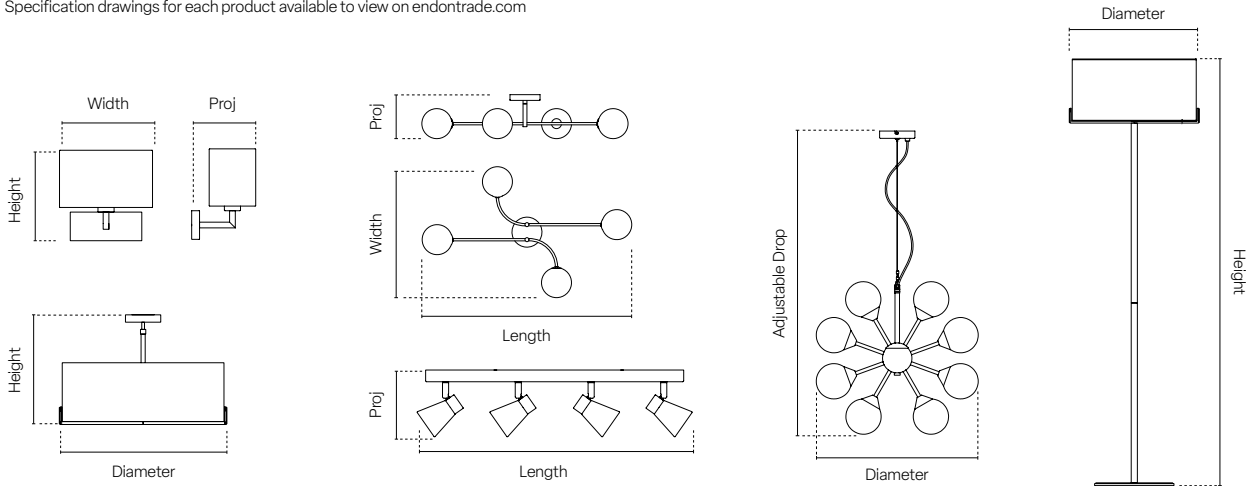 Specification drawings for each product available to view on endontrade.com
Width
Proj
Height
Height
Diameter
Proj
Width
Length
Proj
Length
Adjustable Drop
Diameter
Diameter
Height